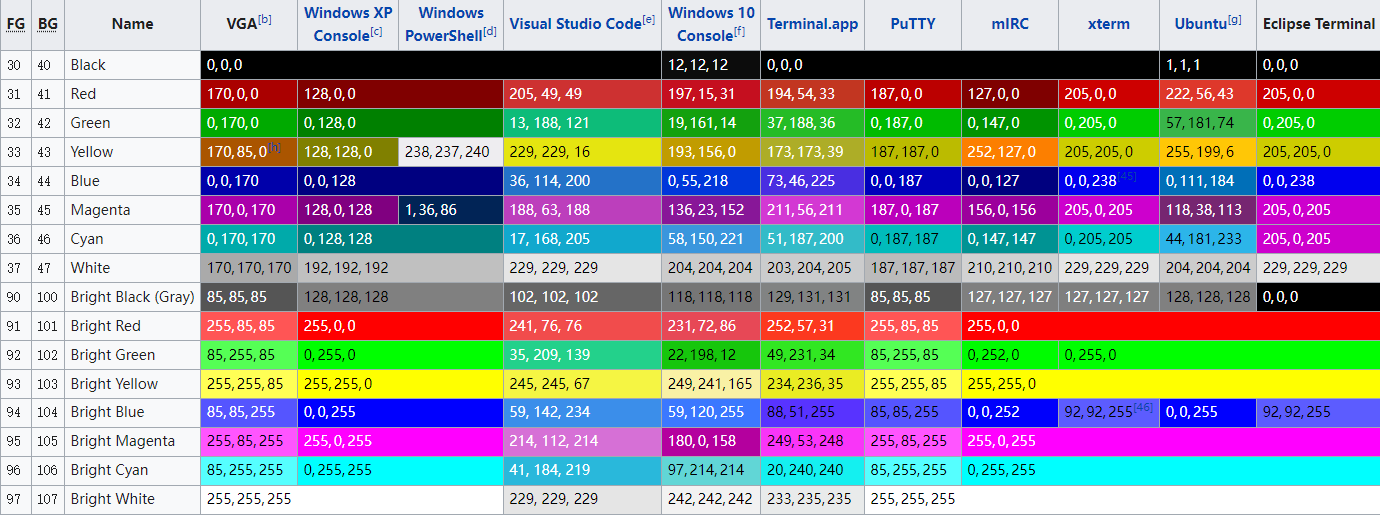 FG BG Name VGA[b] Windows XP Console[c] Windows PowerShell[d] Visual Studio Code[e] Windows 10 Console[f] Terminal.app PuTTY mIRC xterm Ubuntu[g] Eclipse Terminal
30 40 Black 0,0,0 12,12,12 0,0,0 1,1,1 0,0,0
31 41 Red 170,0,0 128,0,0 205, 49, 49 197,15,31 194,54,33 187,0,0 127,0,0 205,0,0 222,56,43 205,0,0
32 42 Green 0,170,0 0,128,0 13, 188, 121 19,161,14 37,188,36 0,187,0 0,147,0 0,205,0 57,181,74 0,205,0
33 43 Yellow 170,85,0[h] 128,128,0 238,237,240 229, 229, 16 193,156,0 173,173,39 187,187,0 252,127,0 205,205,0 255,199,6 205,205,0
34 44 Blue 0,0,170 0,0,128 36, 114, 200 0,55,218 73,46,225 0,0,187 0,0,127 0,0,238[45] 0,111,184 0,0,238
35 45 Magenta 170,0,170 128,0,128 1,36,86 188, 63, 188 136,23,152 211,56,211 187,0,187 156,0,156 205,0,205 118,38,113 205,0,205
36 46 Cyan 0,170,170 0,128,128 17, 168, 205 58,150,221 51,187,200 0,187,187 0,147,147 0,205,205 44,181,233 205,0,205
37 47 White 170,170,170 192,192,192 229, 229, 229 204,204,204 203,204,205 187,187,187 210,210,210 229,229,229 204,204,204 229,229,229
90 100 Bright Black (Gray) 85,85,85 128,128,128 102, 102, 102 118,118,118 129,131,131 85,85,85 127,127,127 127,127,127 128,128,128 0,0,0
91 101 Bright Red 255,85,85 255,0,0 241, 76, 76 231,72,86 252,57,31 255,85,85 255,0,0
92 102 Bright Green 85,255,85 0,255,0 35, 209, 139 22,198,12 49,231,34 85,255,85 0,252,0 0,255,0
93 103 Bright Yellow 255,255,85 255,255,0 245, 245, 67 249,241,165 234,236,35 255,255,85 255,255,0
94 104 Bright Blue 85,85,255 0,0,255 59, 142, 234 59,120,255 88,51,255 85,85,255 0,0,252 92,92,255[46] 0,0,255 92,92,255
95 105 Bright Magenta 255,85,255 255,0,255 214, 112, 214 180,0,158 249,53,248 255,85,255 255,0,255
96 106 Bright Cyan 85,255,255 0,255,255 41, 184, 219 97,214,214 20,240,240 85,255,255 0,255,255
97 107 Bright White 255,255,255 229, 229, 229 242,242,242 233,235,235 255,255,255